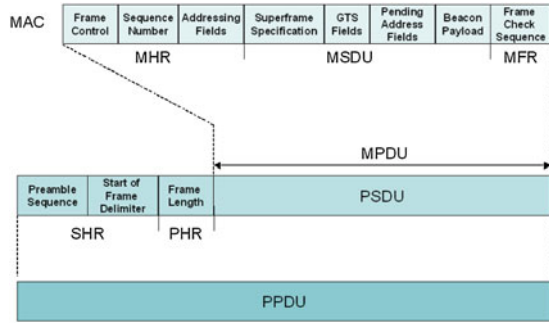 MAC
Frame
Control
Sequence
Number
Addressing
Fields
Superframe
Specification
GTS
Fields
Pending
Address
Fields
Beacon
Payload
Frame
Check
Sequence
MHR
MSDU
MFR
MPDU
Preamble
Sequence
Start of
Frame
Delimiter
Frame
Length
PSDU
SHR
PHR
PPDU